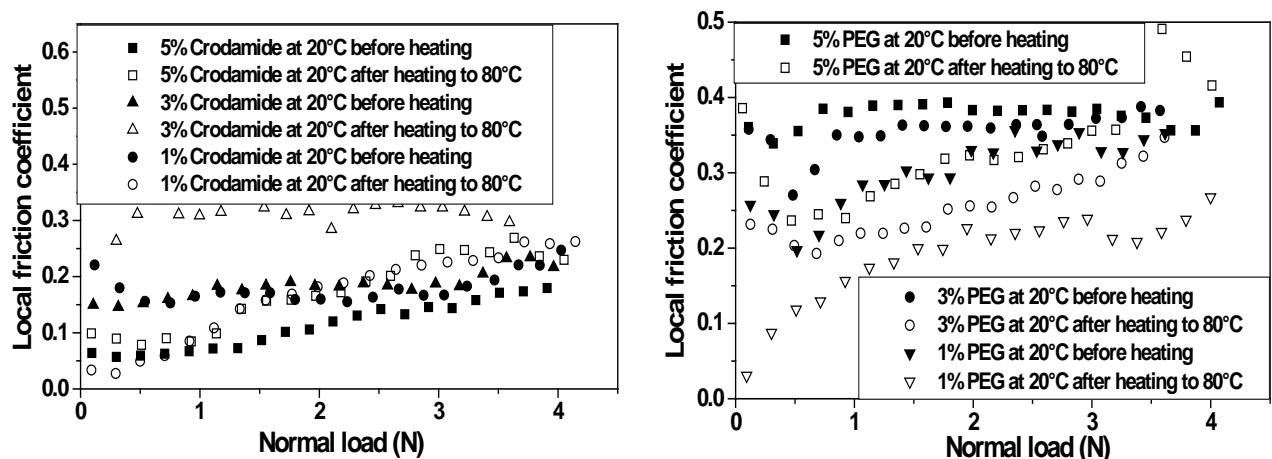 0.6
0.5
0.4
0.3
0.2
0.1
0.0
Local friction coefficient
5% Crodamide at 20°C before heating
5% Crodamide at 20°C after heating to 80°C
3% Crodamide at 20°C before heating
3% Crodamide at 20°C after heating to 80°C
1% Crodamide at 20°C before heating
1% Crodamide at 20°C after heating to 80°C
0 1 2 3 4
Normal load (N)
0.5
0.4
0.3
0.2
0.1
0.0
Local friction coefficient
5% PEG at 20°C before heating
5% PEG at 20°C after heating to 80°C
3% PEG at 20°C before heating
3% PEG at 20°C after heating to 80°C
1% PEG at 20°C before heating
1% PEG at 20°C after heating to 80°C
0 1 2 3 4
Normal load (N)